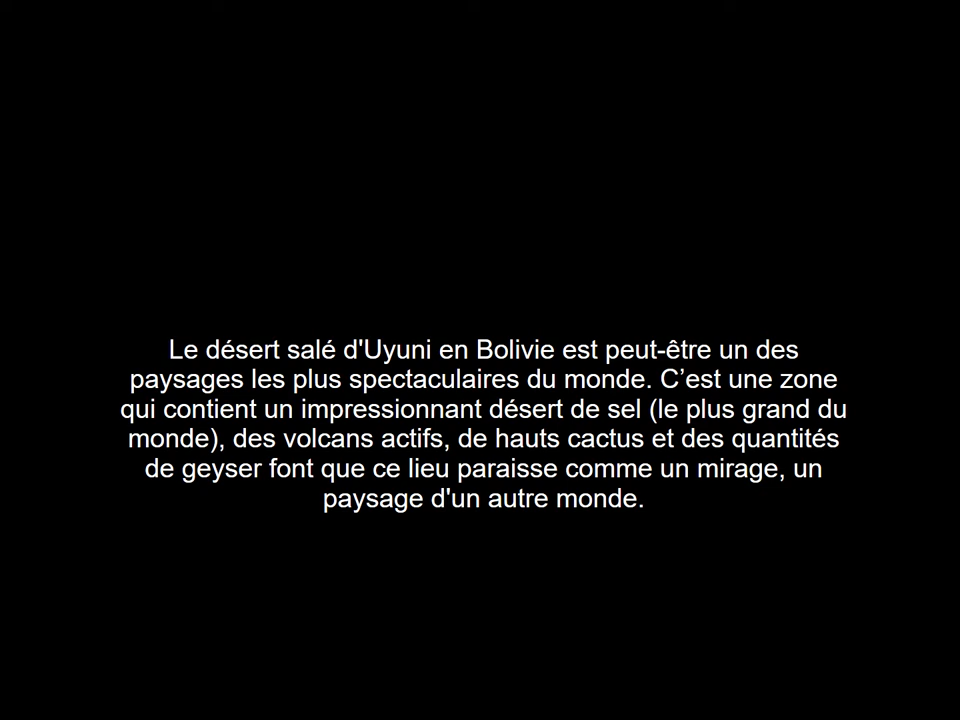 Le désert salé d'Uyuni en Bolivie est peut-être un des
paysages les plus spectaculaires du monde. C’est une zone
qui contient un impressionnant désert de sel (le plus grand du
monde), des volcans actifs, de hauts cactus et des quantités
de geyser font que ce lieu paraisse comme un mirage, un
paysage d'un autre monde.